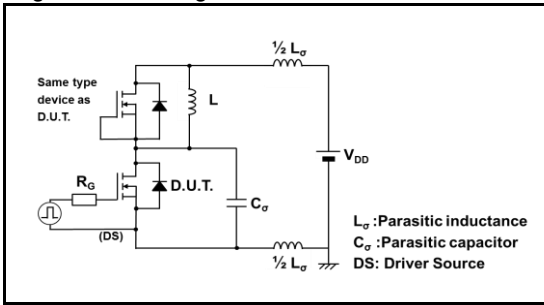 ½ Lσ
Same type
device as
D.U.T.
L
VDD
RG
D.U.T.
Cσ
(DS)
½ Lσ
Lσ :Parasitic inductance
Cσ : Parasitic capacitor
DS: Driver Source